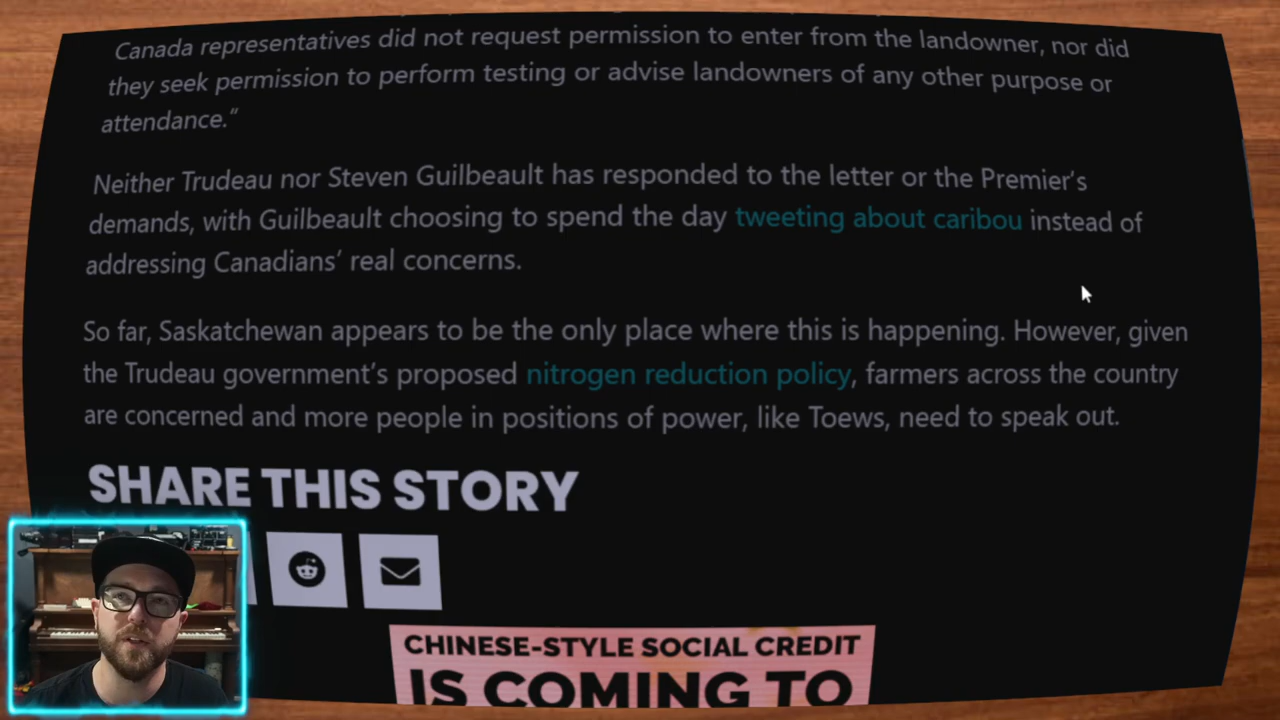 Canada representatives did not request permission to enter from the landowner, nor did
they seek permission to perform testing or advise landowners of any other purpose or
attendance.”
Neither Trudeau nor Steven Guilbeault has responded to the letter or the Premier’s
demands, with Guilbeault choosing to spend the day tweeting about caribou instead of
addressing Canadians’ real concerns.
So far, Saskatchewan appears to be the only place where this is happening. However, given
the Trudeau government’s proposed nitrogen reduction policy, farmers across the country
are concerned and more people in positions of power, like Toews, need to speak out.
SHARE THIS STORY
CHINESE-STYLE SOCIAL CREDIT
IS COMING TO